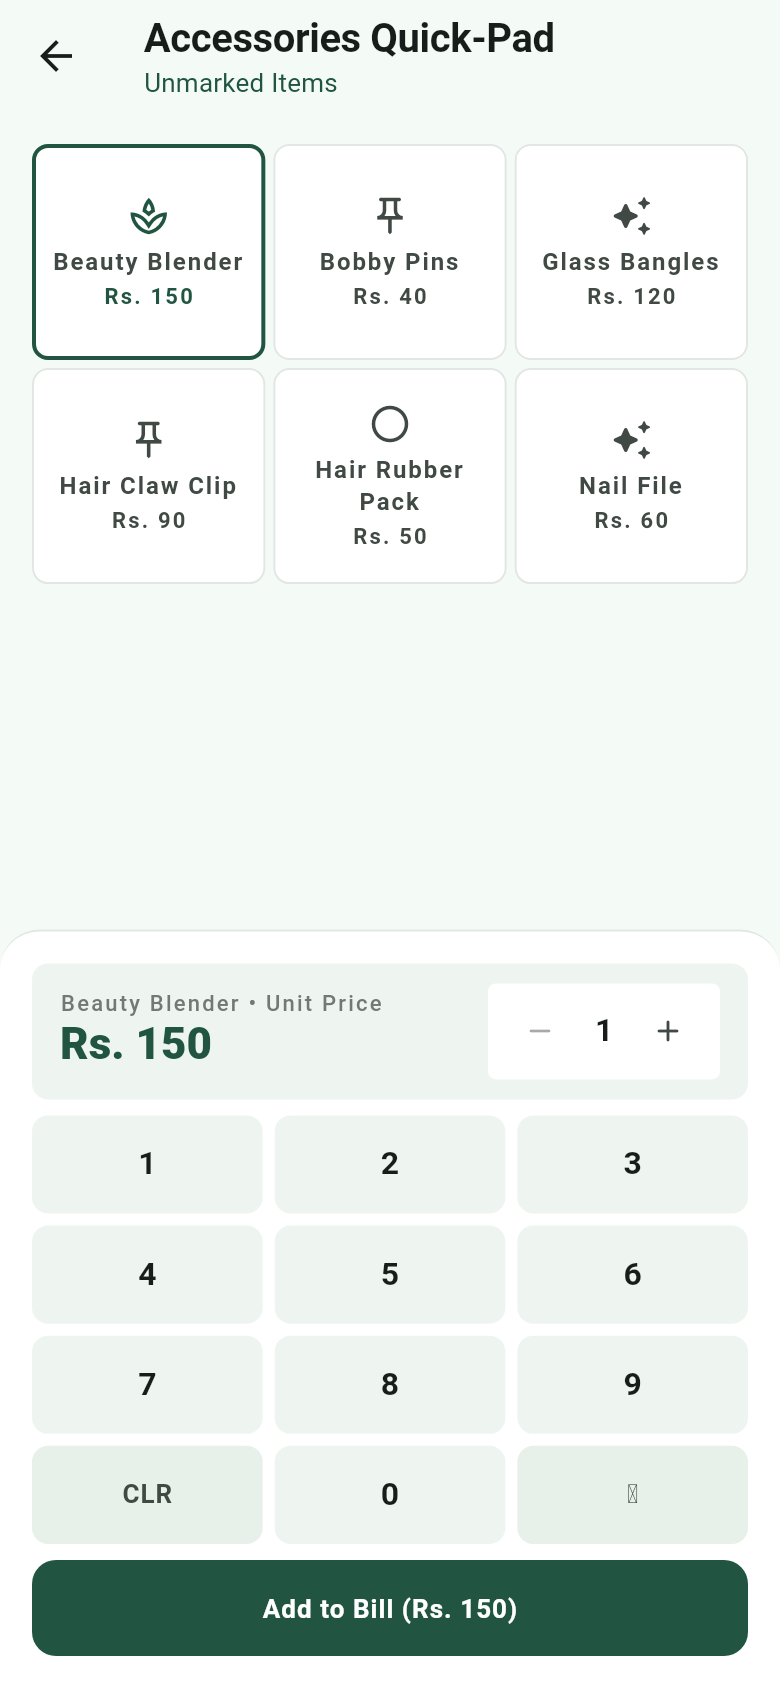 Accessories Quick-Pad
Unmarked Items
Beauty Blender
Rs. 150
Bobby Pins
Rs. 40
Glass Bangles
Rs. 120
Hair Claw Clip
Rs. 90
Hair Rubber
Pack
Rs. 50
Nail File
Rs. 60
Beauty Blender • Unit Price
Rs. 150
1
1
2
3
4
5
6
7
8
9
CLR
0
Add to Bill (Rs. 150)